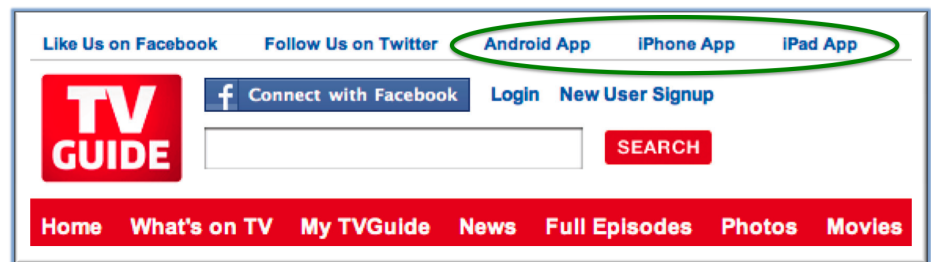 Like Us on Facebook Follow Us on Twitter Android App iPhone App iPad App
TV
GUIDE
f Connect with Facebook Login New User Signup
SEARCH
Home What's on TV My TVGuide News Full Episodes Photos Movies